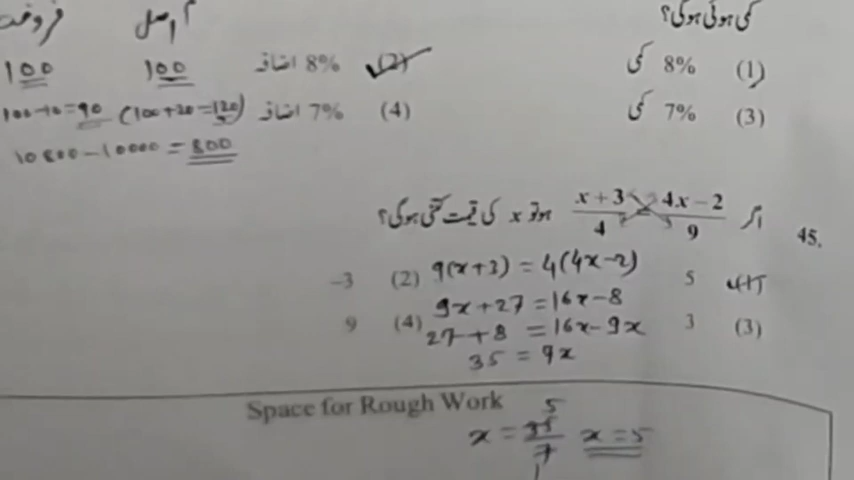 کمی ہوئی ہوگی؟
(1) 8% کمی
(2) 8% اضافہ
(3) 7% کمی
(4) 7% اضافہ
اصل
100 100
(100+20=120) 100-10=90
10800-10000=800
45. اگر x+3/4 = 4x-2/9 ہو تو x کی قیمت کتنی ہوگی؟
(1) 5
(2) -3
(3) 3
(4) 9
9(x+3) = 4(4x-2)
9x+27 = 16x-8
27+8 = 16x-9x
35 = 9x
Space for Rough Work
x = 35/7 5 x=5